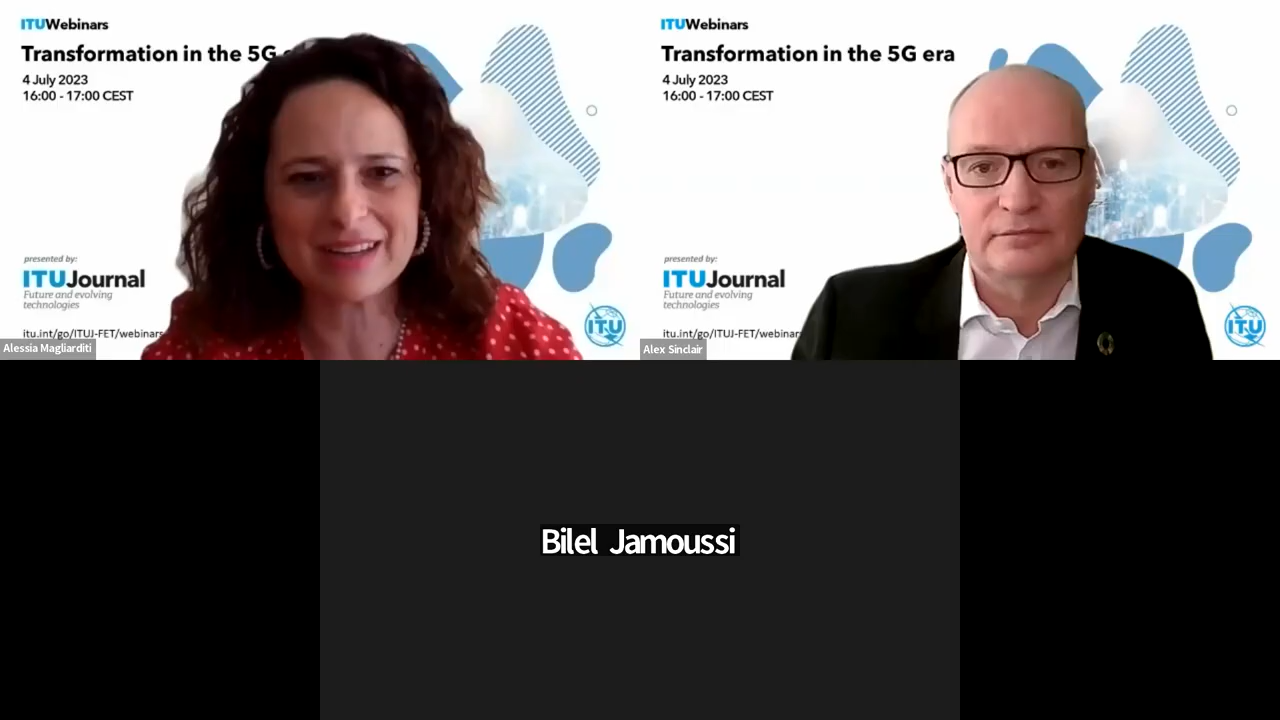 ITUWebinars
Transformation in the 5G
4 July 2023
16:00 - 17:00 CEST
presented by:
ITUJournal
Future and evolving
technologies
itu.int/go/ITUJ-FET/webinars
ITU
Alessia Magliarditi
ITUWebinars
Transformation in the 5G era
4 July 2023
16:00 - 17:00 CEST
presented by:
ITUJournal
Future and evolving
technologies
itu.int/go/ITUJ-FET/webinars
ITU
Alex Sinclair
Bilel Jamoussi